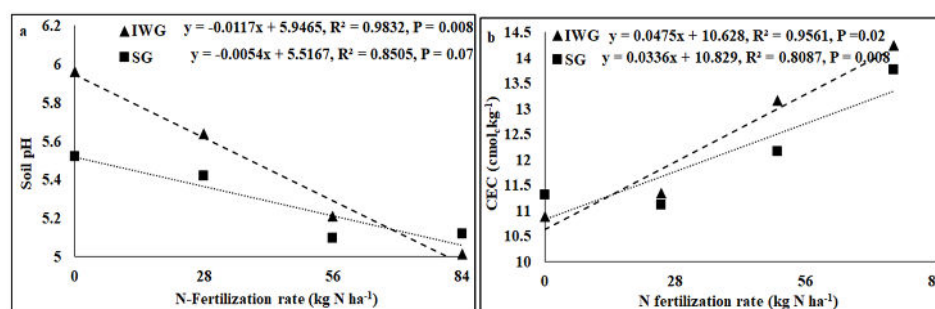 a
6.2
▲IWG y = -0.0117x + 5.9465, R² = 0.9832, P = 0.008
■SG y = -0.0054x + 5.5167, R² = 0.8505, P = 0.07
6
5.8
5.6
5.4
5.2
5
Soil pH
0 28 56 84
N-Fertilization rate (kg N ha⁻¹)
b
14.5
▲IWG y = 0.0475x + 10.628, R² = 0.9561, P =0.02
■SG y = 0.0336x + 10.829, R² = 0.8087, P = 0.008
14
13.5
13
12.5
12
11.5
11
10.5
10
CEC (cmolckg⁻¹)
0 28 56
N fertilization rate (kg N ha⁻¹)